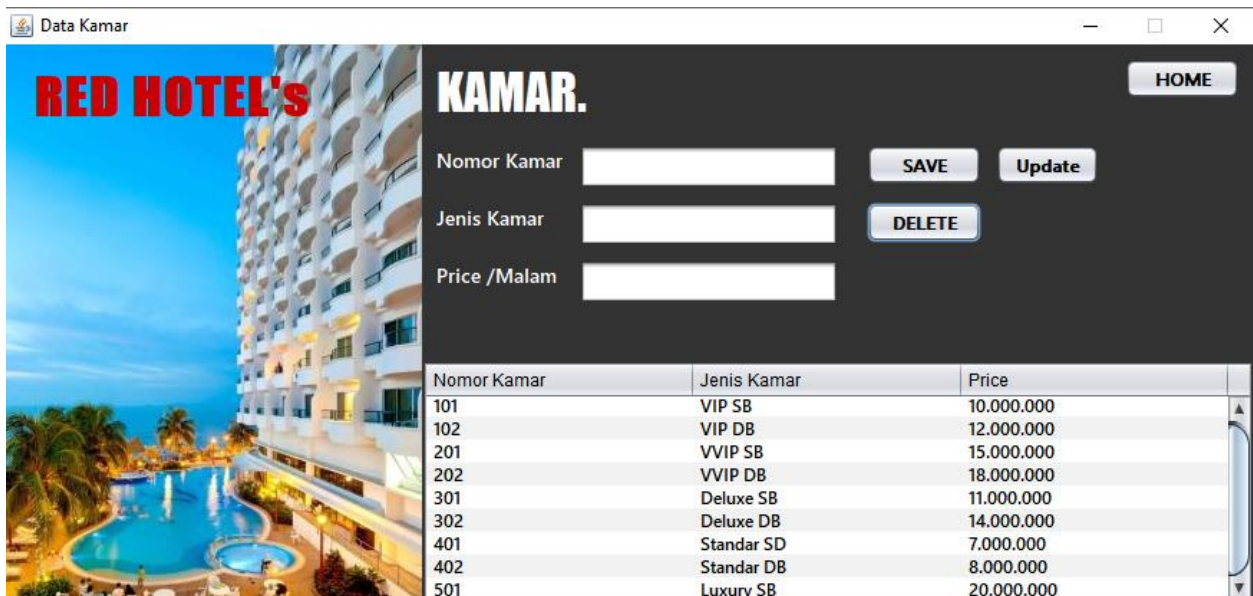 Data Kamar
RED HOTEL's
KAMAR.
HOME
Nomor Kamar
SAVE
Update
Jenis Kamar
DELETE
Price /Malam
Nomor Kamar Jenis Kamar Price
101 VIP SB 10.000.000
102 VIP DB 12.000.000
201 VVIP SB 15.000.000
202 VVIP DB 18.000.000
301 Deluxe SB 11.000.000
302 Deluxe DB 14.000.000
401 Standar SD 7.000.000
402 Standar DB 8.000.000
501 Luxury SB 20.000.000